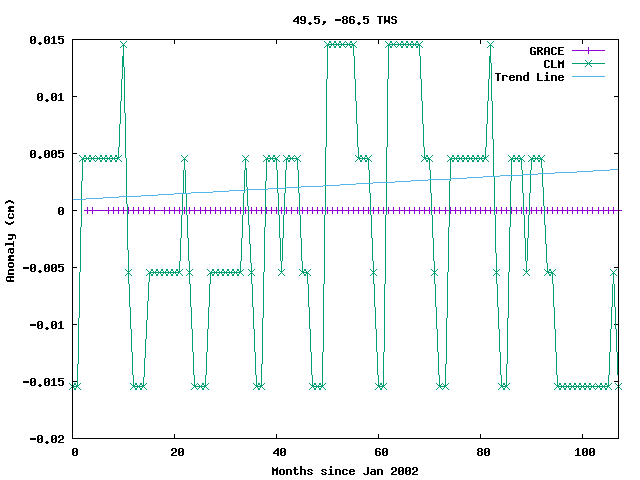 49.5, -86.5 TWS
GRACE
CLM
Trend Line
0.015
0.01
0.005
0
-0.005
-0.01
-0.015
-0.02
Anomaly (cm)
0 20 40 60 80 100
Months since Jan 2002